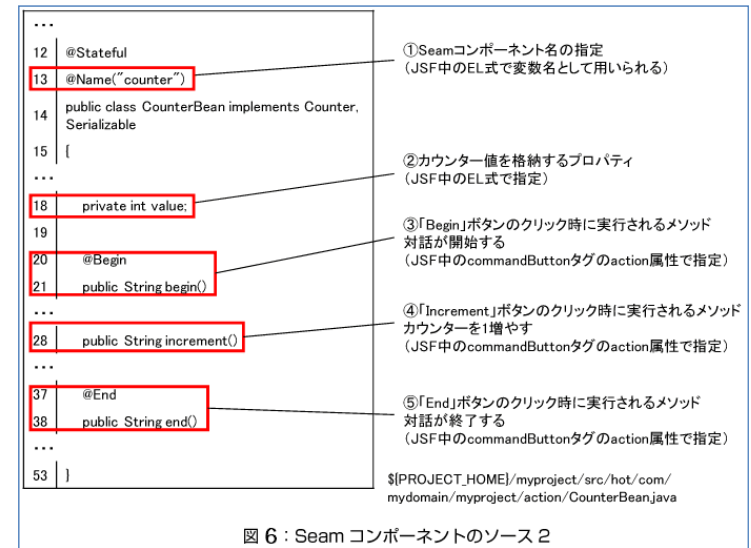 ...
12 @Stateful
13 @Name("counter")
14 public class CounterBean implements Counter,
Serializable
15 {
...
18 private int value;
19
20 @Begin
21 public String begin()
...
28 public String increment()
...
37 @End
38 public String end()
...
53 }
①Seamコンポーネント名の指定
(JSF中のEL式で変数名として用いられる)
②カウンター値を格納するプロパティ
(JSF中のEL式で指定)
③「Begin」ボタンのクリック時に実行されるメソッド
対話が開始する
(JSF中のcommandButtonタグのaction属性で指定)
④「Increment」ボタンのクリック時に実行されるメソッド
カウンターを1増やす
(JSF中のcommandButtonタグのaction属性で指定)
⑤「End」ボタンのクリック時に実行されるメソッド
対話が終了する
(JSF中のcommandButtonタグのaction属性で指定)
${PROJECT_HOME}/myproject/src/hot/com/
mydomain/myproject/action/CounterBean.java
図 6：Seam コンポーネントのソース 2